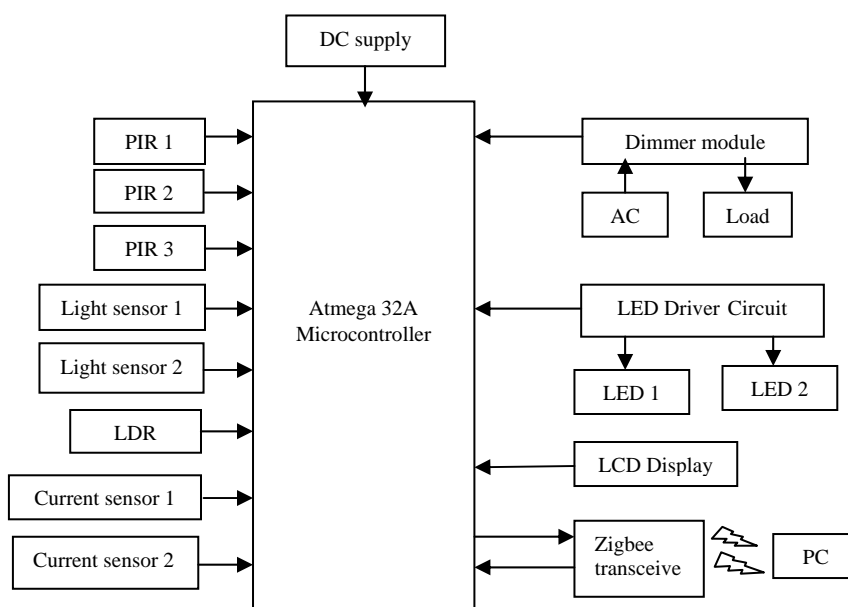 DC supply
PIR 1
PIR 2
PIR 3
Light sensor 1
Light sensor 2
LDR
Current sensor 1
Current sensor 2
Atmega 32A
Microcontroller
Dimmer module
AC
Load
LED Driver Circuit
LED 1
LED 2
LCD Display
Zigbee
transceive
PC